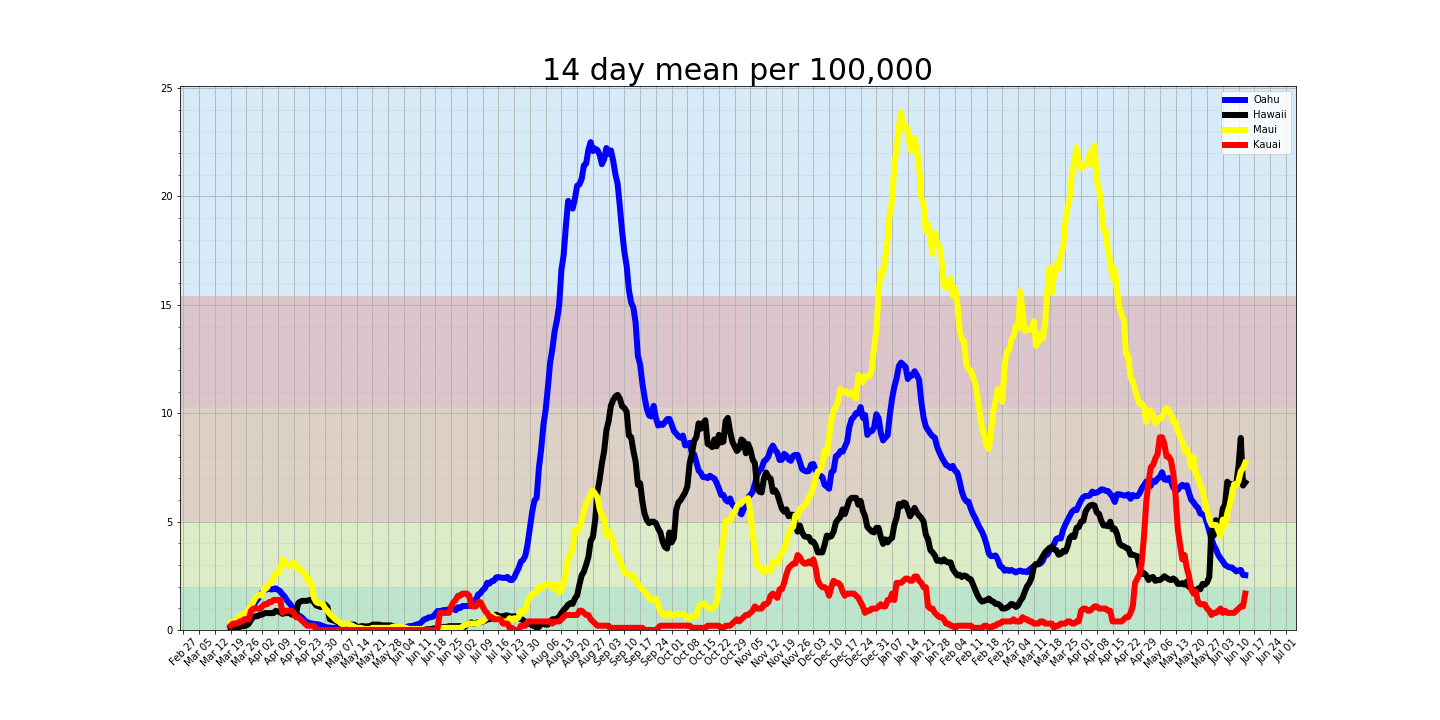 14 day mean per 100,000
25
20
15
10
5
0
Oahu
Hawaii
Maui
Kauai
Feb 27
Mar 05
Mar 12
Mar 19
Mar 26
Apr 02
Apr 09
Apr 16
Apr 23
Apr 30
May 07
May 14
May 21
May 28
Jun 04
Jun 11
Jun 18
Jun 25
Jul 02
Jul 09
Jul 16
Jul 23
Jul 30
Aug 06
Aug 13
Aug 20
Aug 27
Sep 03
Sep 10
Sep 17
Sep 24
Oct 01
Oct 08
Oct 15
Oct 22
Oct 29
Nov 05
Nov 12
Nov 19
Nov 26
Dec 03
Dec 10
Dec 17
Dec 24
Dec 31
Jan 07
Jan 14
Jan 21
Jan 28
Feb 04
Feb 11
Feb 18
Feb 25
Mar 04
Mar 11
Mar 18
Mar 25
Apr 01
Apr 08
Apr 15
Apr 22
Apr 29
May 06
May 13
May 20
May 27
Jun 03
Jun 10
Jun 17
Jun 24
Jul 01